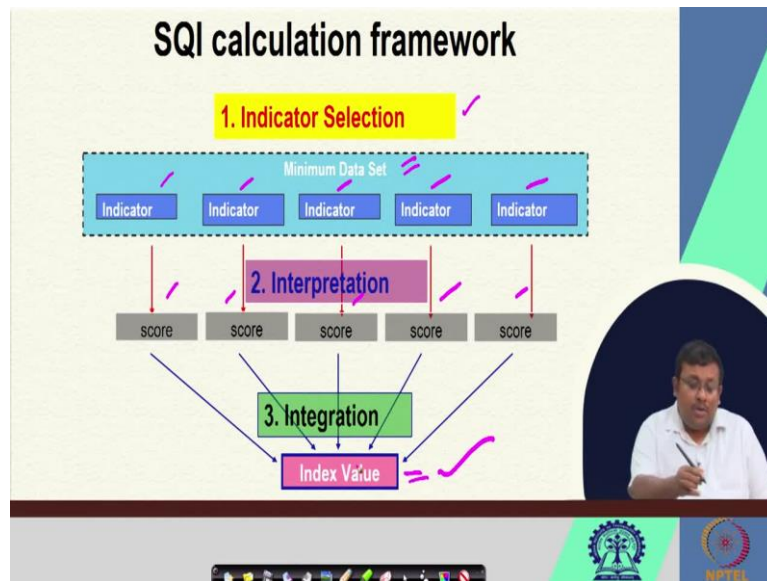 SQI calculation framework
1. Indicator Selection
Minimum Data Set
Indicator Indicator Indicator Indicator Indicator
2. Interpretation
score score score score score
3. Integration
Index Value
NPTEL